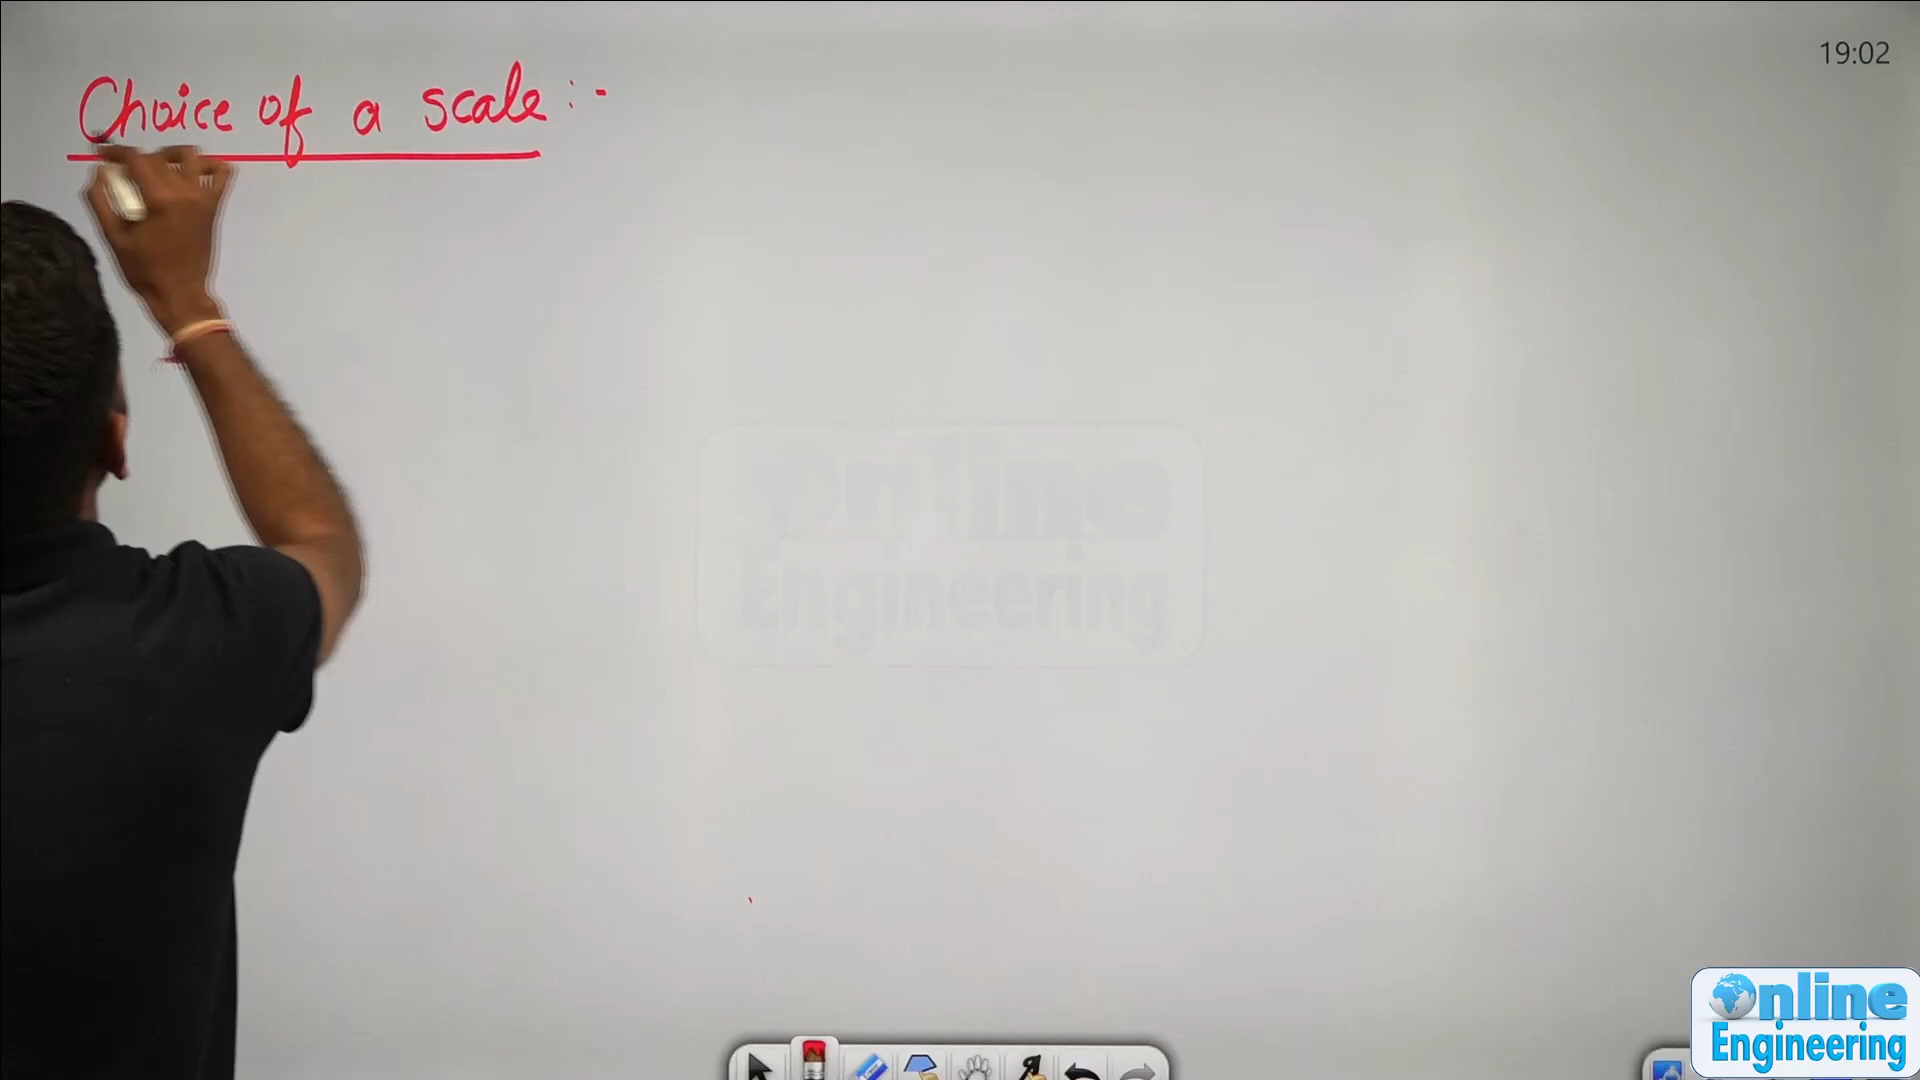 19:02
Choice of a scale :-
Online
Engineering
Online
Engineering